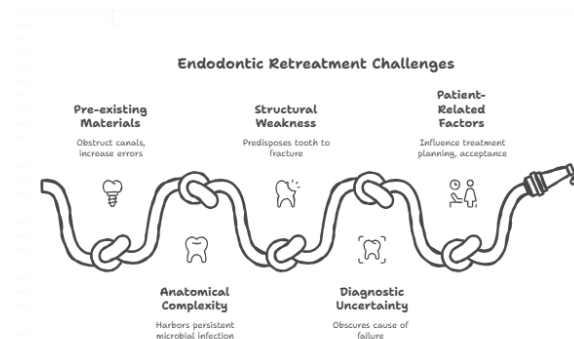 Endodontic Retreatment Challenges
Pre-existing
Materials
Obstruct canals,
increase errors
Structural
Weakness
Predisposes tooth to
fracture
Patient-
Related
Factors
Influence treatment
planning, acceptance
Anatomical
Complexity
Harbors persistent
microbial infection
Diagnostic
Uncertainty
Obscures cause of
failure